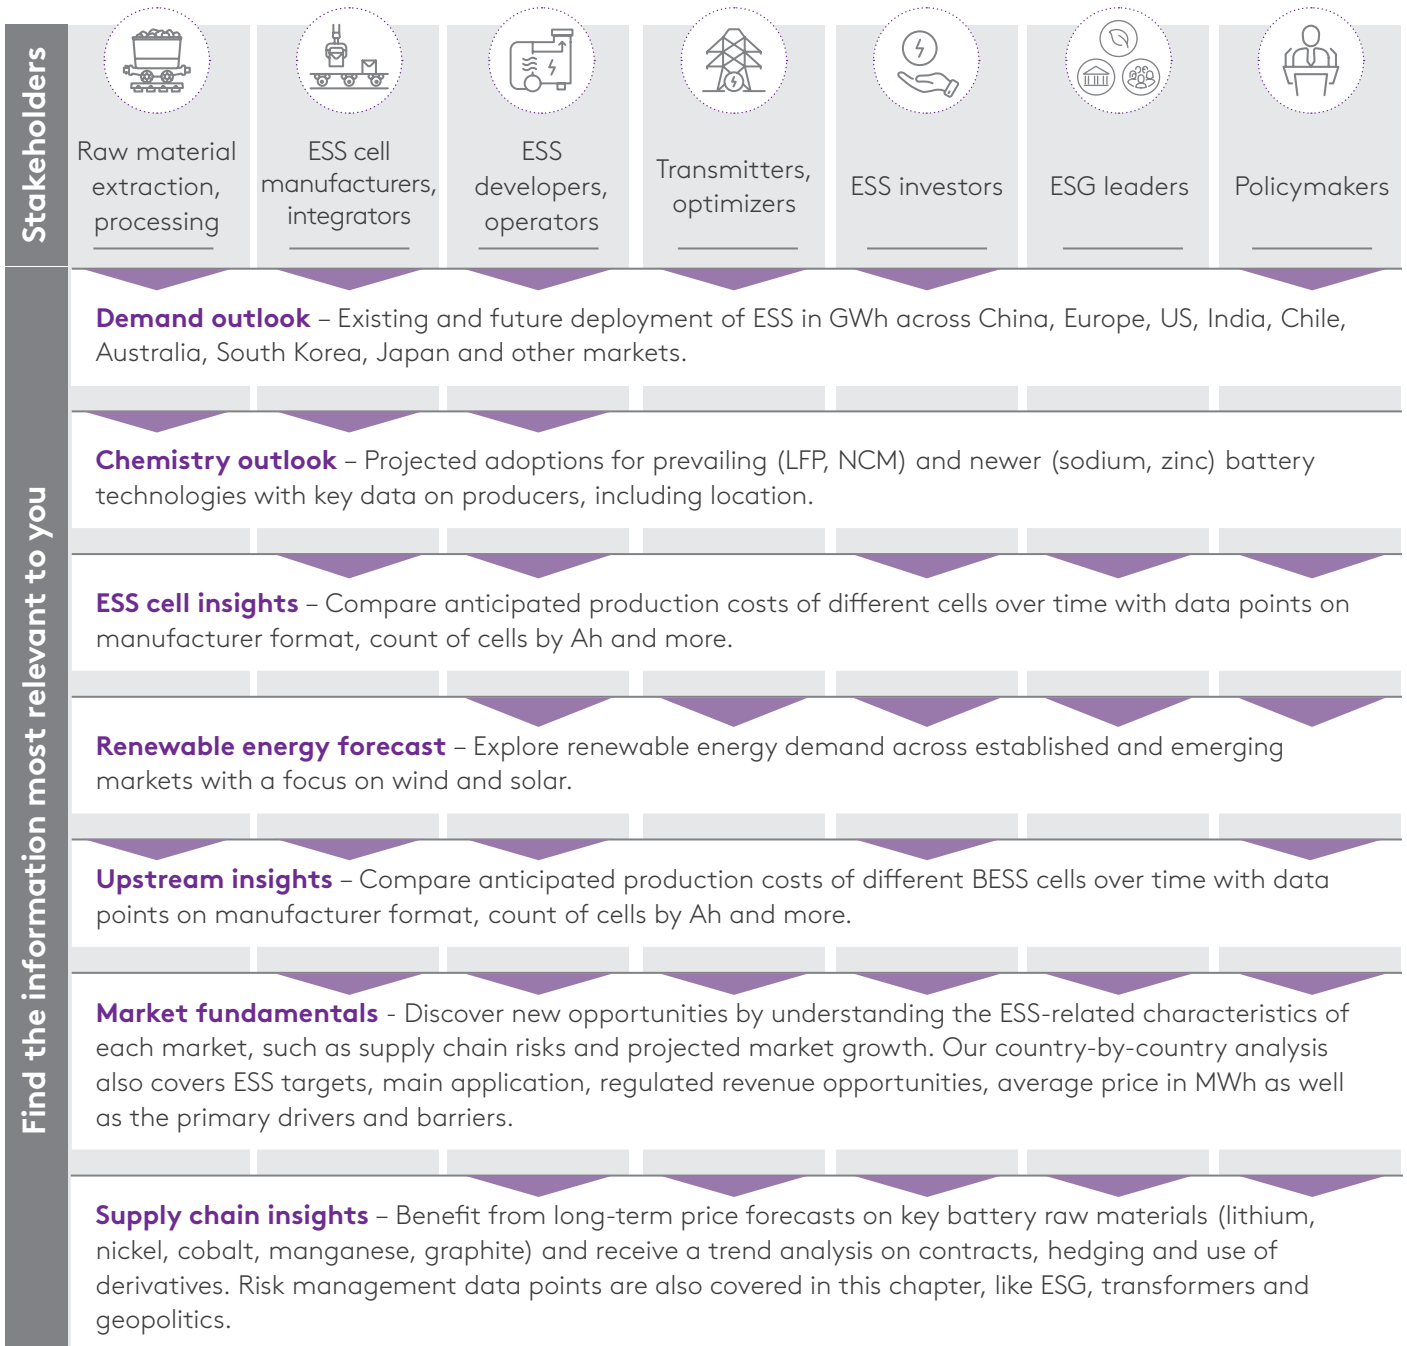 Stakeholders
Raw material
extraction,
processing
ESS cell
manufacturers,
integrators
ESS
developers,
operators
Transmitters,
optimizers
ESS investors
ESG leaders
Policymakers
Find the information most relevant to you
Demand outlook – Existing and future deployment of ESS in GWh across China, Europe, US, India, Chile,
Australia, South Korea, Japan and other markets.
Chemistry outlook – Projected adoptions for prevailing (LFP, NCM) and newer (sodium, zinc) battery
technologies with key data on producers, including location.
ESS cell insights – Compare anticipated production costs of different cells over time with data points on
manufacturer format, count of cells by Ah and more.
Renewable energy forecast – Explore renewable energy demand across established and emerging
markets with a focus on wind and solar.
Upstream insights – Compare anticipated production costs of different BESS cells over time with data
points on manufacturer format, count of cells by Ah and more.
Market fundamentals - Discover new opportunities by understanding the ESS-related characteristics of
each market, such as supply chain risks and projected market growth. Our country-by-country analysis
also covers ESS targets, main application, regulated revenue opportunities, average price in MWh as well
as the primary drivers and barriers.
Supply chain insights – Benefit from long-term price forecasts on key battery raw materials (lithium,
nickel, cobalt, manganese, graphite) and receive a trend analysis on contracts, hedging and use of
derivatives. Risk management data points are also covered in this chapter, like ESG, transformers and
geopolitics.